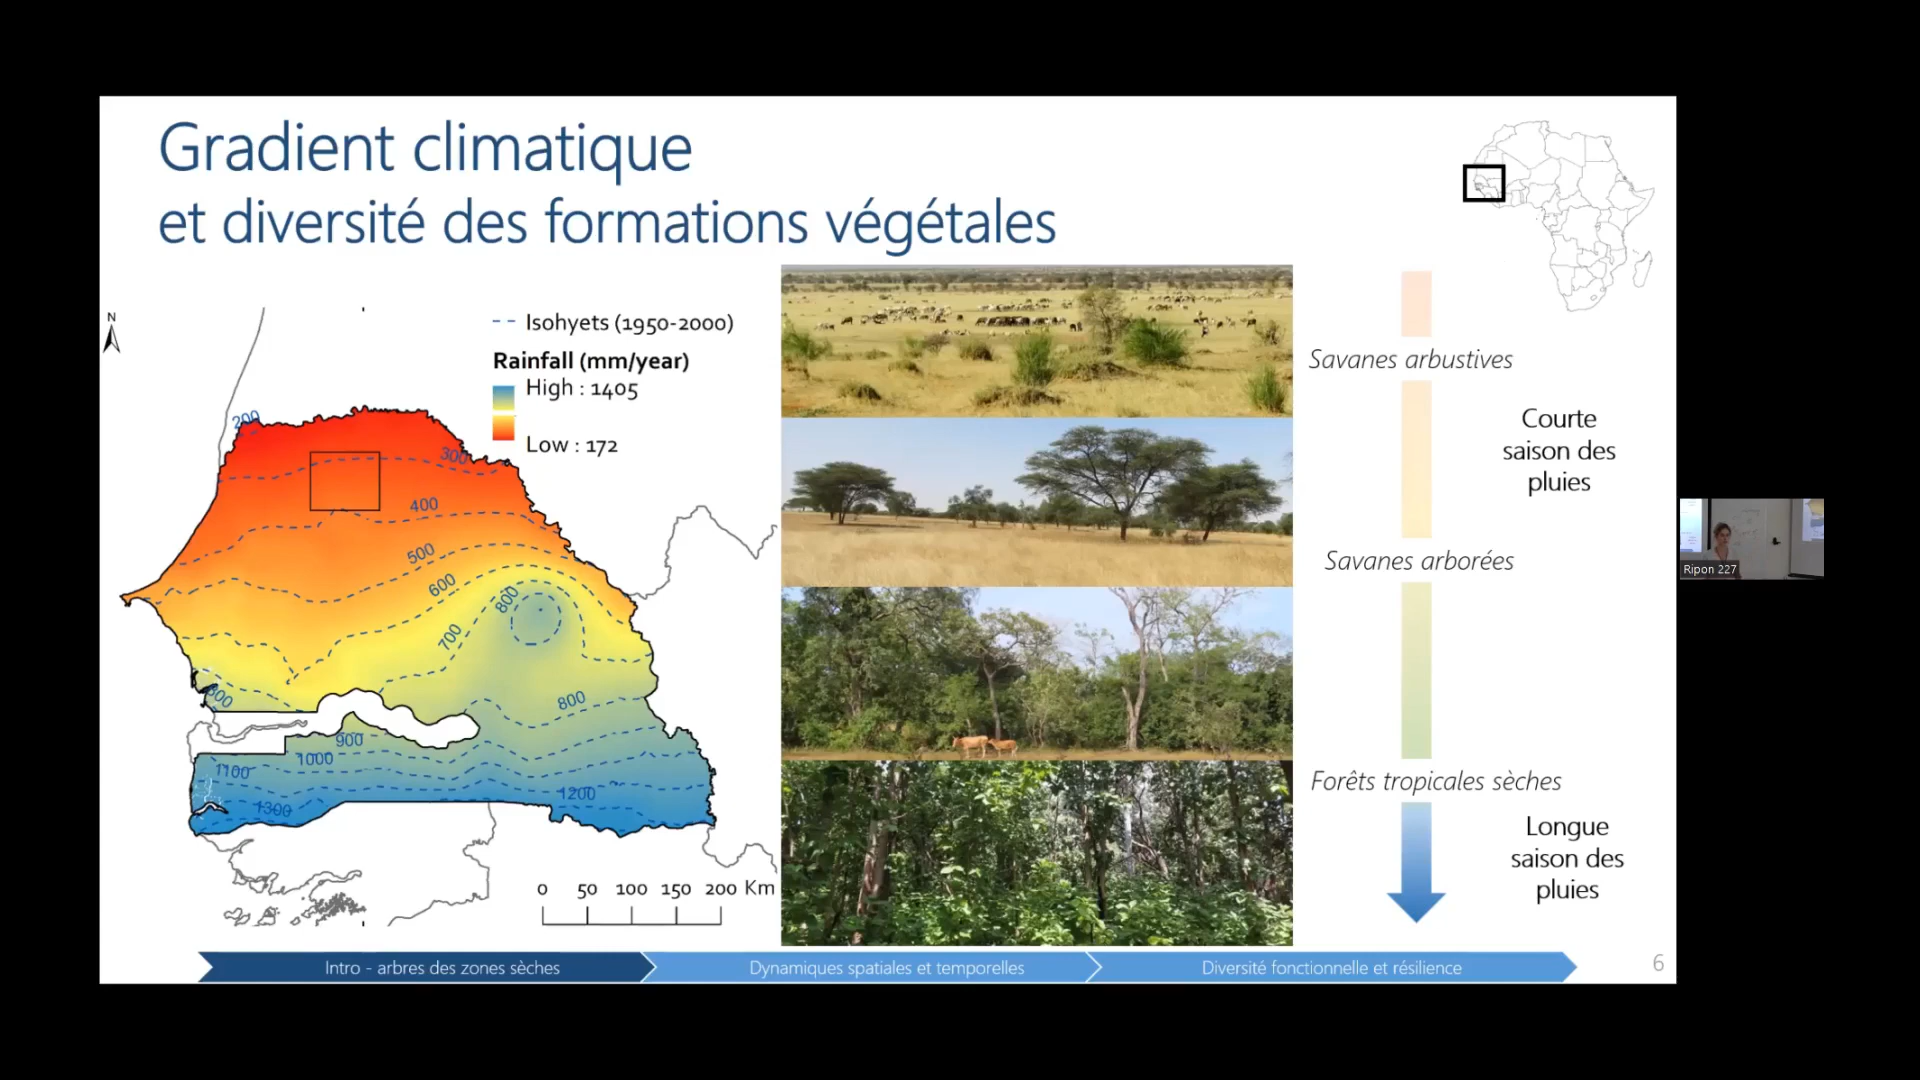 Gradient climatique
et diversité des formations végétales
N
Isohyets (1950-2000)
Rainfall (mm/year)
High : 1405
Low : 172
200
300
400
500
600
700
800
800
800
900
1000
1100
1200
1300
0 50 100 150 200 Km
Savanes arbustives
Courte
saison des
pluies
Savanes arborées
Forêts tropicales sèches
Longue
saison des
pluies
Intro - arbres des zones sèches
Dynamiques spatiales et temporelles
Diversité fonctionnelle et résilience
6
Ripon 227